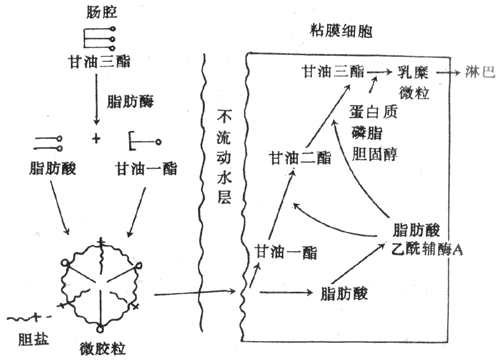 肠腔
甘油三酯
脂肪酶
+
脂肪酸
甘油一酯
胆盐
微胶粒
不流动水层
粘膜细胞
甘油三酯
乳糜
微粒
淋巴
蛋白质
磷脂
胆固醇
甘油二酯
甘油一酯
脂肪酸
脂肪酸
乙酰辅酶A